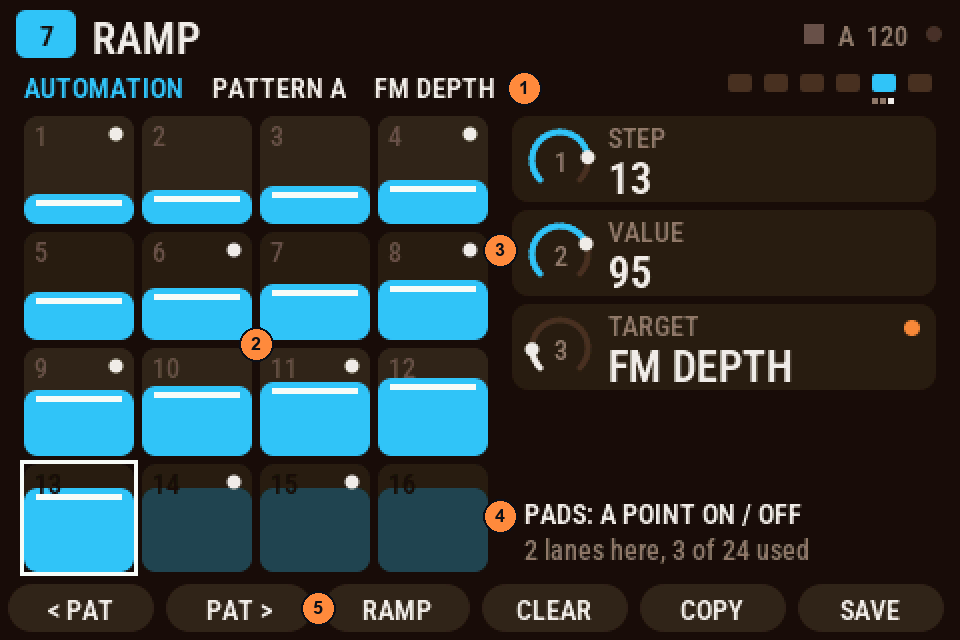 7 RAMP A 120
AUTOMATION PATTERN A FM DEPTH 1
1 2 3 4
1 STEP
13
5 6 7 8 3
2 VALUE
95
2
3 TARGET
FM DEPTH
9 10 11 12
13 14 15 16
4 PADS: A POINT ON / OFF
2 lanes here, 3 of 24 used
< PAT PAT > 5 RAMP CLEAR COPY SAVE